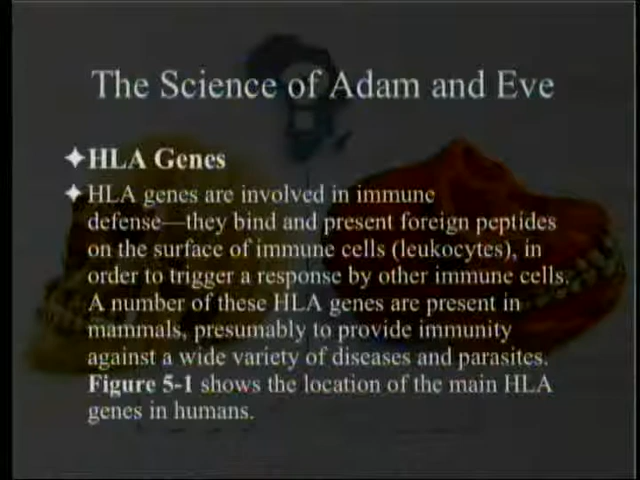 The Science of Adam and Eve
HLA Genes
HLA genes are involved in immune
defense—they bind and present foreign peptides
on the surface of immune cells (leukocytes), in
order to trigger a response by other immune cells.
A number of these HLA genes are present in
mammals, presumably to provide immunity
against a wide variety of diseases and parasites.
Figure 5-1 shows the location of the main HLA
genes in humans.